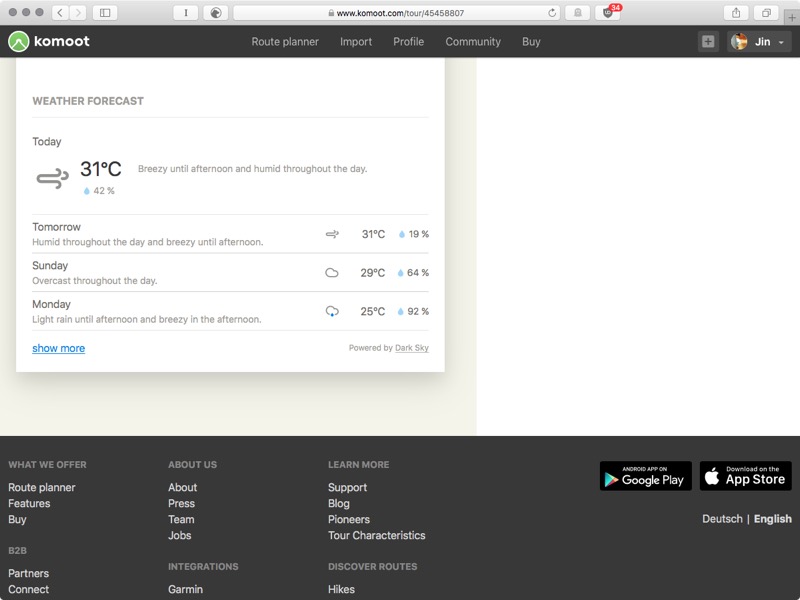 I
www.komoot.com/tour/45458807
34
komoot
Route planner
Import
Profile
Community
Buy
Jin
WEATHER FORECAST
Today
31°C
Breezy until afternoon and humid throughout the day.
42 %
Tomorrow
Humid throughout the day and breezy until afternoon.
31°C
19 %
Sunday
Overcast throughout the day.
29°C
64 %
Monday
Light rain until afternoon and breezy in the afternoon.
25°C
92 %
show more
Powered by Dark Sky
WHAT WE OFFER
Route planner
Features
Buy
B2B
Partners
Connect
ABOUT US
About
Press
Team
Jobs
INTEGRATIONS
Garmin
LEARN MORE
Support
Blog
Pioneers
Tour Characteristics
DISCOVER ROUTES
Hikes
ANDROID APP ON
Google Play
Download on the
App Store
Deutsch | English